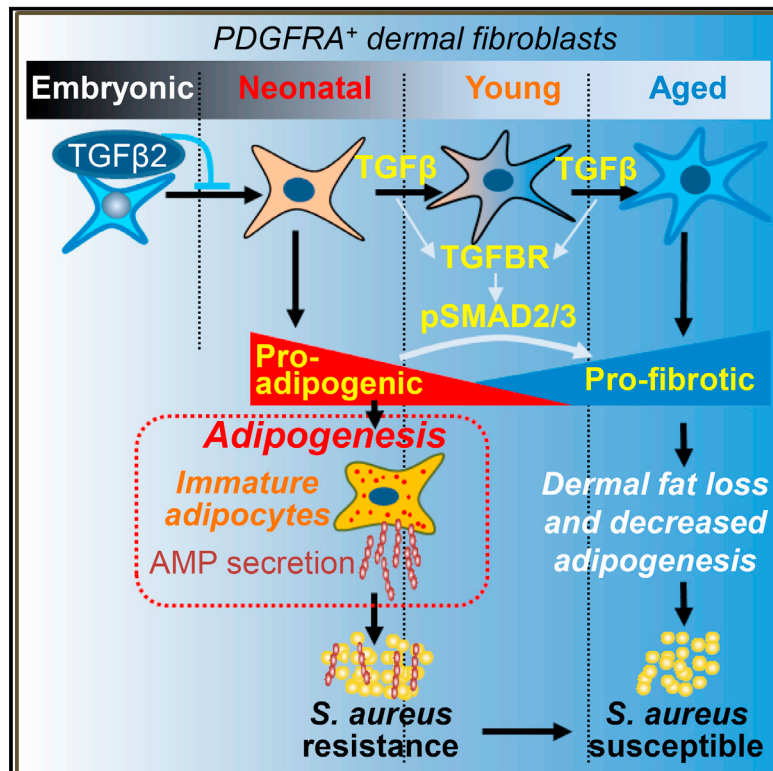 PDGFRA+ dermal fibroblasts
Embryonic Neonatal Young Aged
TGFβ2
TGFβ TGFβ
TGFBR
pSMAD2/3
Pro-
adipogenic
Pro-fibrotic
Adipogenesis
Immature
adipocytes
AMP secretion
Dermal fat loss
and decreased
adipogenesis
S. aureus
resistance
S. aureus
susceptible